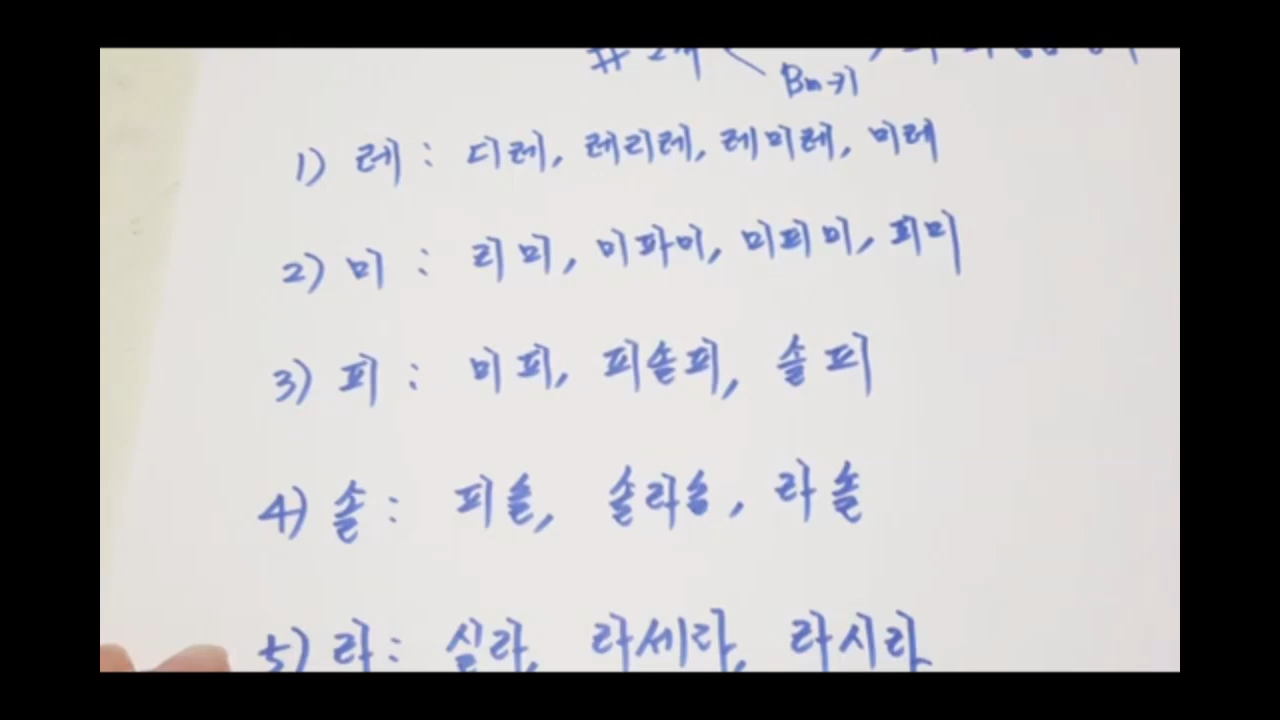 Bm키
1) 레 : 디레, 레리레, 레미레, 미레
2) 미 : 리미, 미파미, 미피미, 피미
3) 피 : 미피, 피솔피, 솔피
4) 솔 : 피솔, 솔라솔, 라솔
5) 라 : 실라, 라세라, 라시라